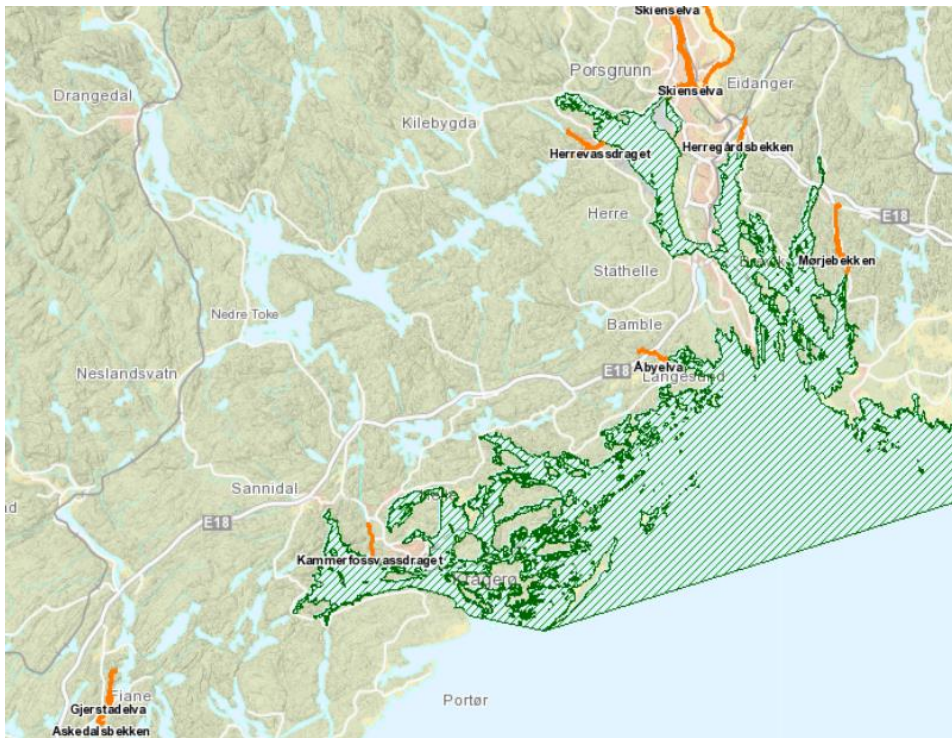 Skienselva
Porsgrunn
Eidanger
Drangedal
Skienselva
Kilebygda
Herregårdsbekken
Herrevassdraget
Herre
E18
Mørjebekken
Stathelle
Nedre Toke
Bamble
Neslandsvatn
E18
Åbyelva
Langesund
Sannidal
E18
Kammerfossvassdraget
Kragerø
Fiane
Portør
Gjerstadelva
Askedalsbekken